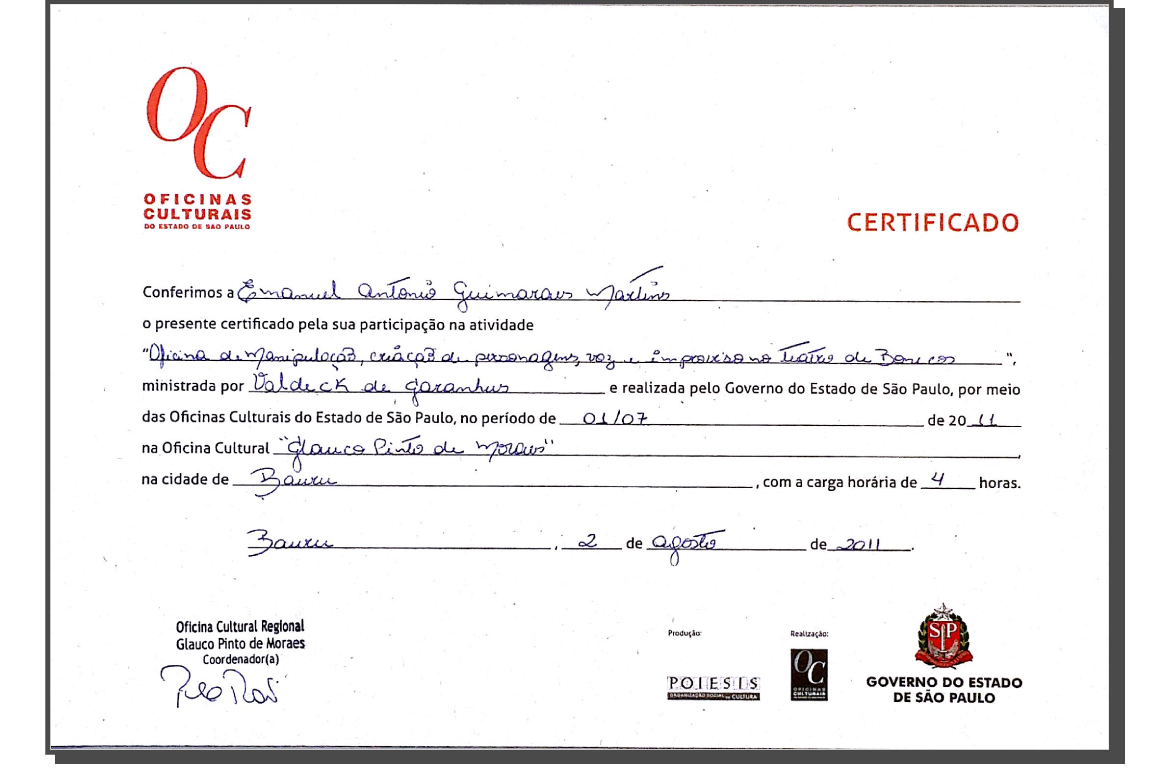 OC
OFICINAS
CULTURAIS
DO ESTADO DE SÃO PAULO
CERTIFICADO
Conferimos a Emanuel Antonio Guimaraes Martins
o presente certificado pela sua participação na atividade
"Oficina de Manipulação, criação de personagens, voz e improviso no Teatro de Bonecos",
ministrada por Valdeck de Garanhus e realizada pelo Governo do Estado de São Paulo, por meio
das Oficinas Culturais do Estado de São Paulo, no período de 01/07 de 2011
na Oficina Cultural "Glauco Pinto de Moraes",
na cidade de Bauru, com a carga horária de 4 horas.
Bauru, 2 de agosto de 2011.
Oficina Cultural Regional
Glauco Pinto de Moraes
Coordenador(a)
Produção:
POIESIS
ORGANIZAÇÃO SOCIAL DE CULTURA
Realização:
OC
OFICINAS
CULTURAIS
SP
GOVERNO DO ESTADO
DE SÃO PAULO